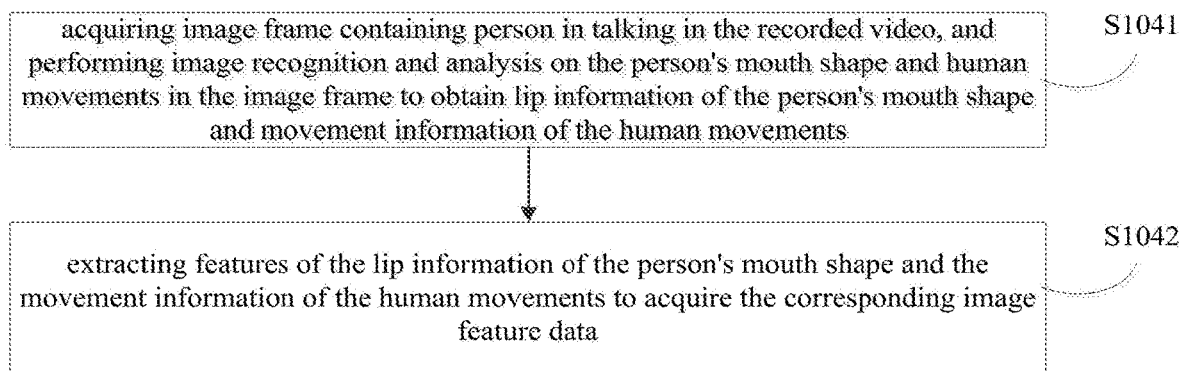 acquiring image frame containing person in talking in the recorded video, and
performing image recognition and analysis on the person's mouth shape and human
movements in the image frame to obtain lip information of the person's mouth shape
and movement information of the human movements
S1041
extracting features of the lip information of the person's mouth shape and the
movement information of the human movements to acquire the corresponding image
feature data
S1042